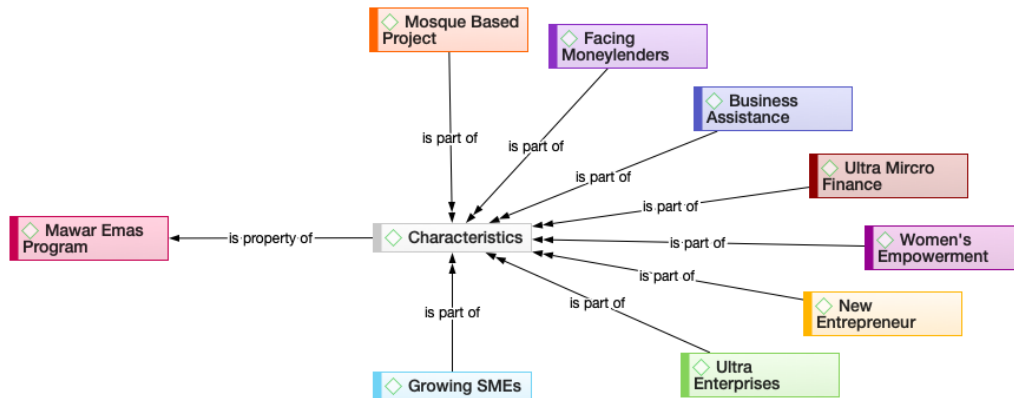 Mosque Based
Project
Facing
Moneylenders
Business
Assistance
is part of
is part of
is part of
Ultra Mircro
Finance
is part of
Mawar Emas
Program
is property of
Characteristics
is part of
Women's
Empowerment
is part of
New
Entrepreneur
is part of
is part of
Growing SMEs
Ultra
Enterprises